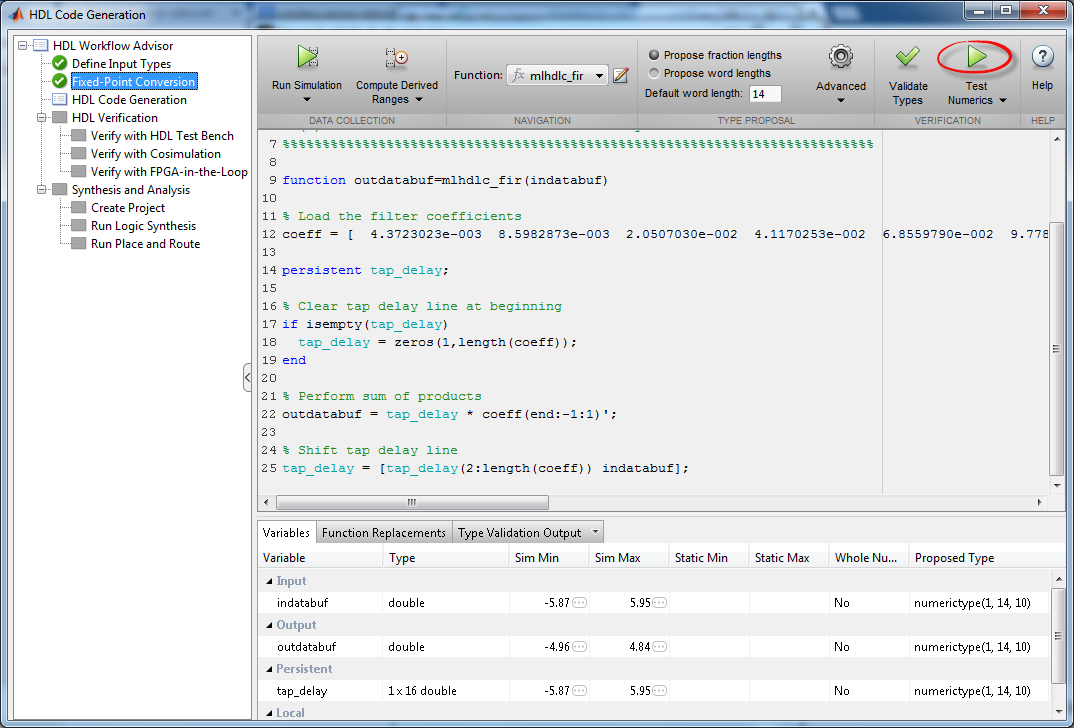 HDL Code Generation
HDL Workflow Advisor
Define Input Types
Fixed-Point Conversion
HDL Code Generation
HDL Verification
Verify with HDL Test Bench
Verify with Cosimulation
Verify with FPGA-in-the-Loop
Synthesis and Analysis
Create Project
Run Logic Synthesis
Run Place and Route
Run Simulation
Compute Derived
Ranges
DATA COLLECTION
Function: fx mlhdlc_fir
NAVIGATION
Propose fraction lengths
Propose word lengths
Default word length: 14
Advanced
TYPE PROPOSAL
Validate
Types
Test
Numerics
VERIFICATION
Help
HELP
7 %%%%%%%%%%%%%%%%%%%%%%%%%%%%%%%%%%%%%%%%%%%%%%%%%%%%%%%%%%%%%%%%%%%%%%%%%%
8
9 function outdatabuf=mlhdlc_fir(indatabuf)
10
11 % Load the filter coefficients
12 coeff = [ 4.3723023e-003 8.5982873e-003 2.0507030e-002 4.1170253e-002 6.8559790e-002 9.778
13
14 persistent tap_delay;
15
16 % Clear tap delay line at beginning
17 if isempty(tap_delay)
18 tap_delay = zeros(1,length(coeff));
19 end
20
21 % Perform sum of products
22 outdatabuf = tap_delay * coeff(end:-1:1)';
23
24 % Shift tap delay line
25 tap_delay = [tap_delay(2:length(coeff)) indatabuf];
Variables Function Replacements Type Validation Output
Variable Type Sim Min Sim Max Static Min Static Max Whole Nu... Proposed Type
Input
indatabuf double -5.87 5.95 No numerictype(1, 14, 10)
Output
outdatabuf double -4.96 4.84 No numerictype(1, 14, 10)
Persistent
tap_delay 1 x 16 double -5.87 5.95 No numerictype(1, 14, 10)
Local